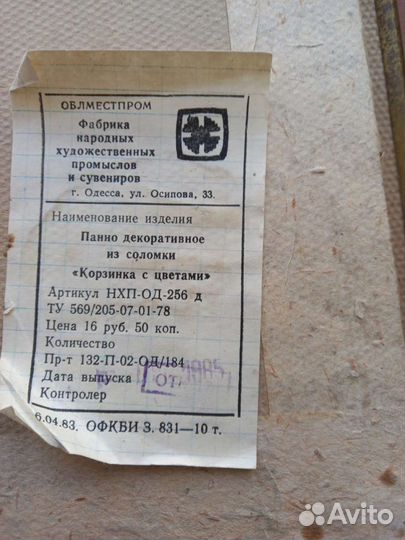 ОБЛМЕСТПРОМ
Фабрика
народных
художественных
промыслов
и сувениров
г. Одесса, ул. Осипова, 33.
Наименование изделия
Панно декоративное
из соломки
«Корзинка с цветами»
Артикул НХП-ОД-256 д
ТУ 569/205-07-01-78
Цена 16 руб. 50 коп.
Количество
Пр-т 132-П-02-ОД/184
Дата выпуска 1985
Контролер
6.04.83. ОФКБИ З. 831—10 т.
Avito